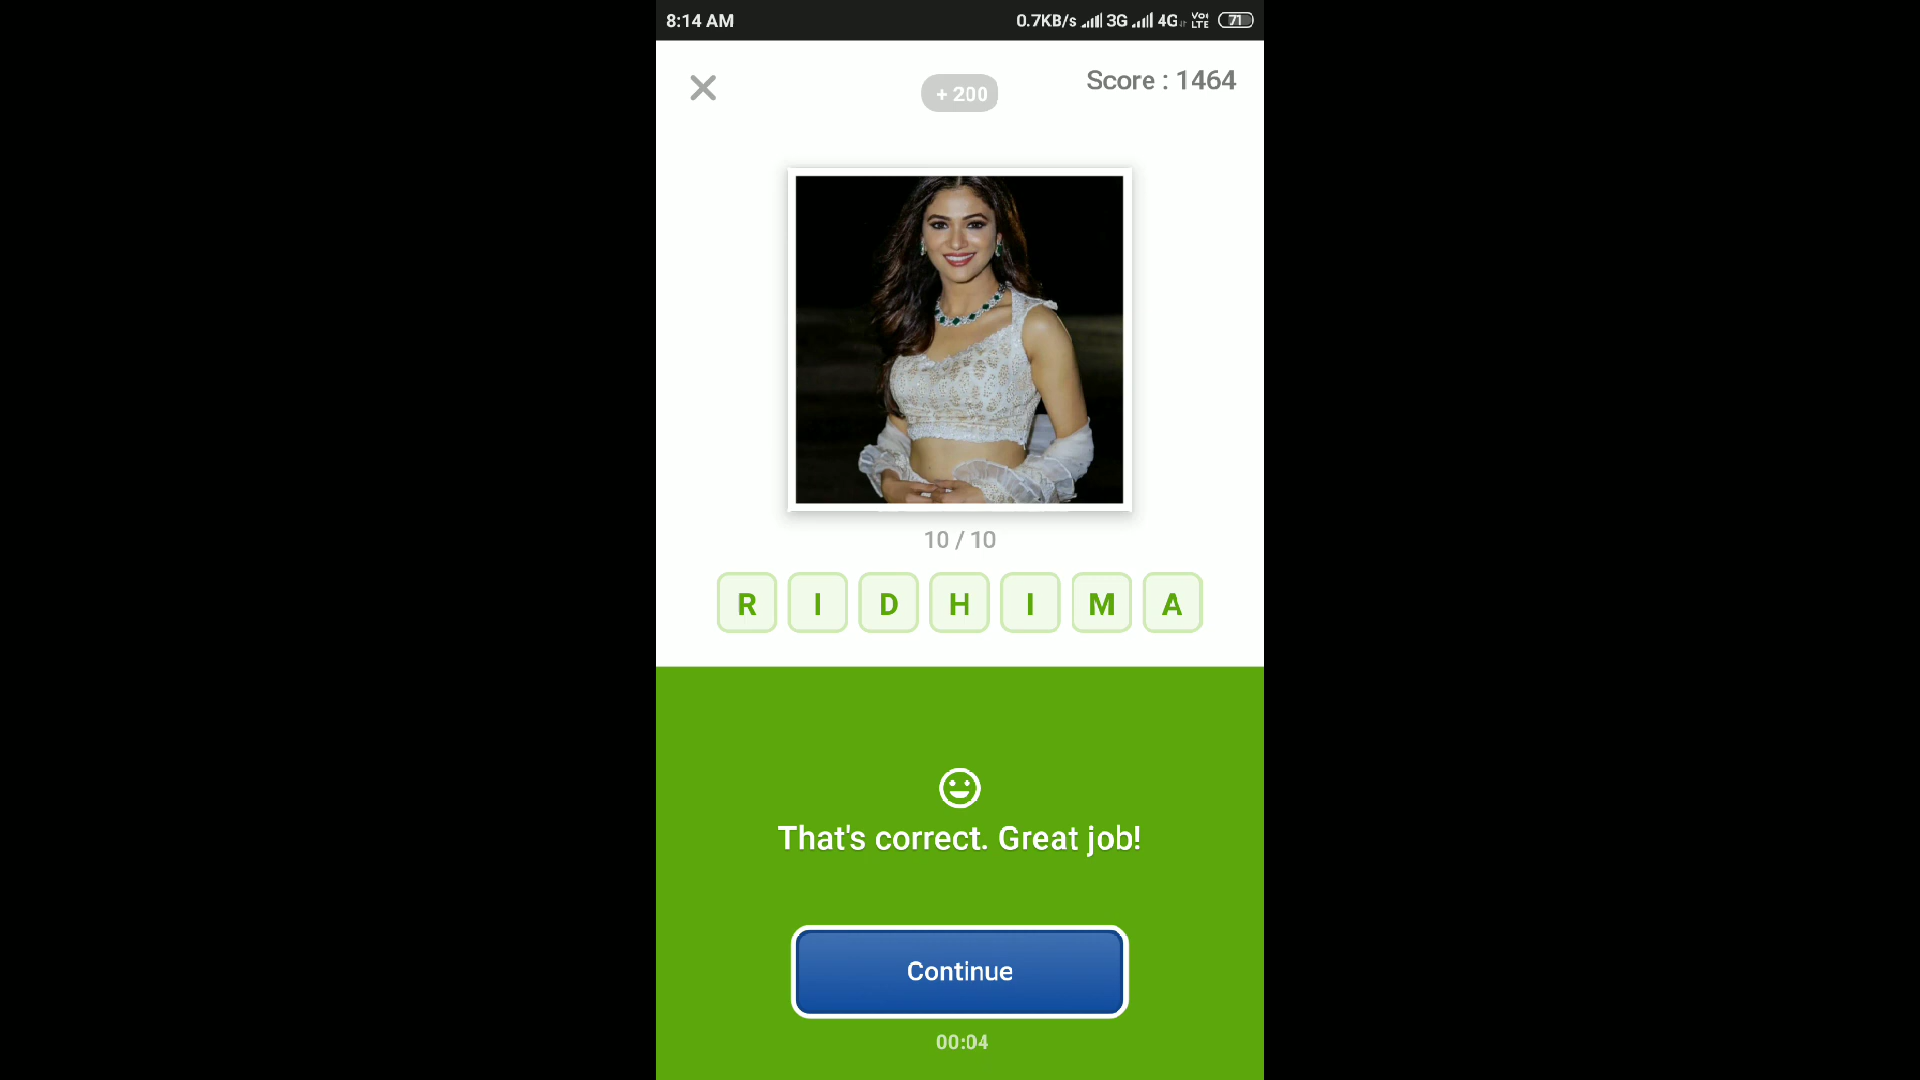 8:14 AM 0.7KB/s 3G 4G VoLTE 71
+ 200
Score : 1464
10 / 10
R I D H I M A
That's correct. Great job!
Continue
00:04